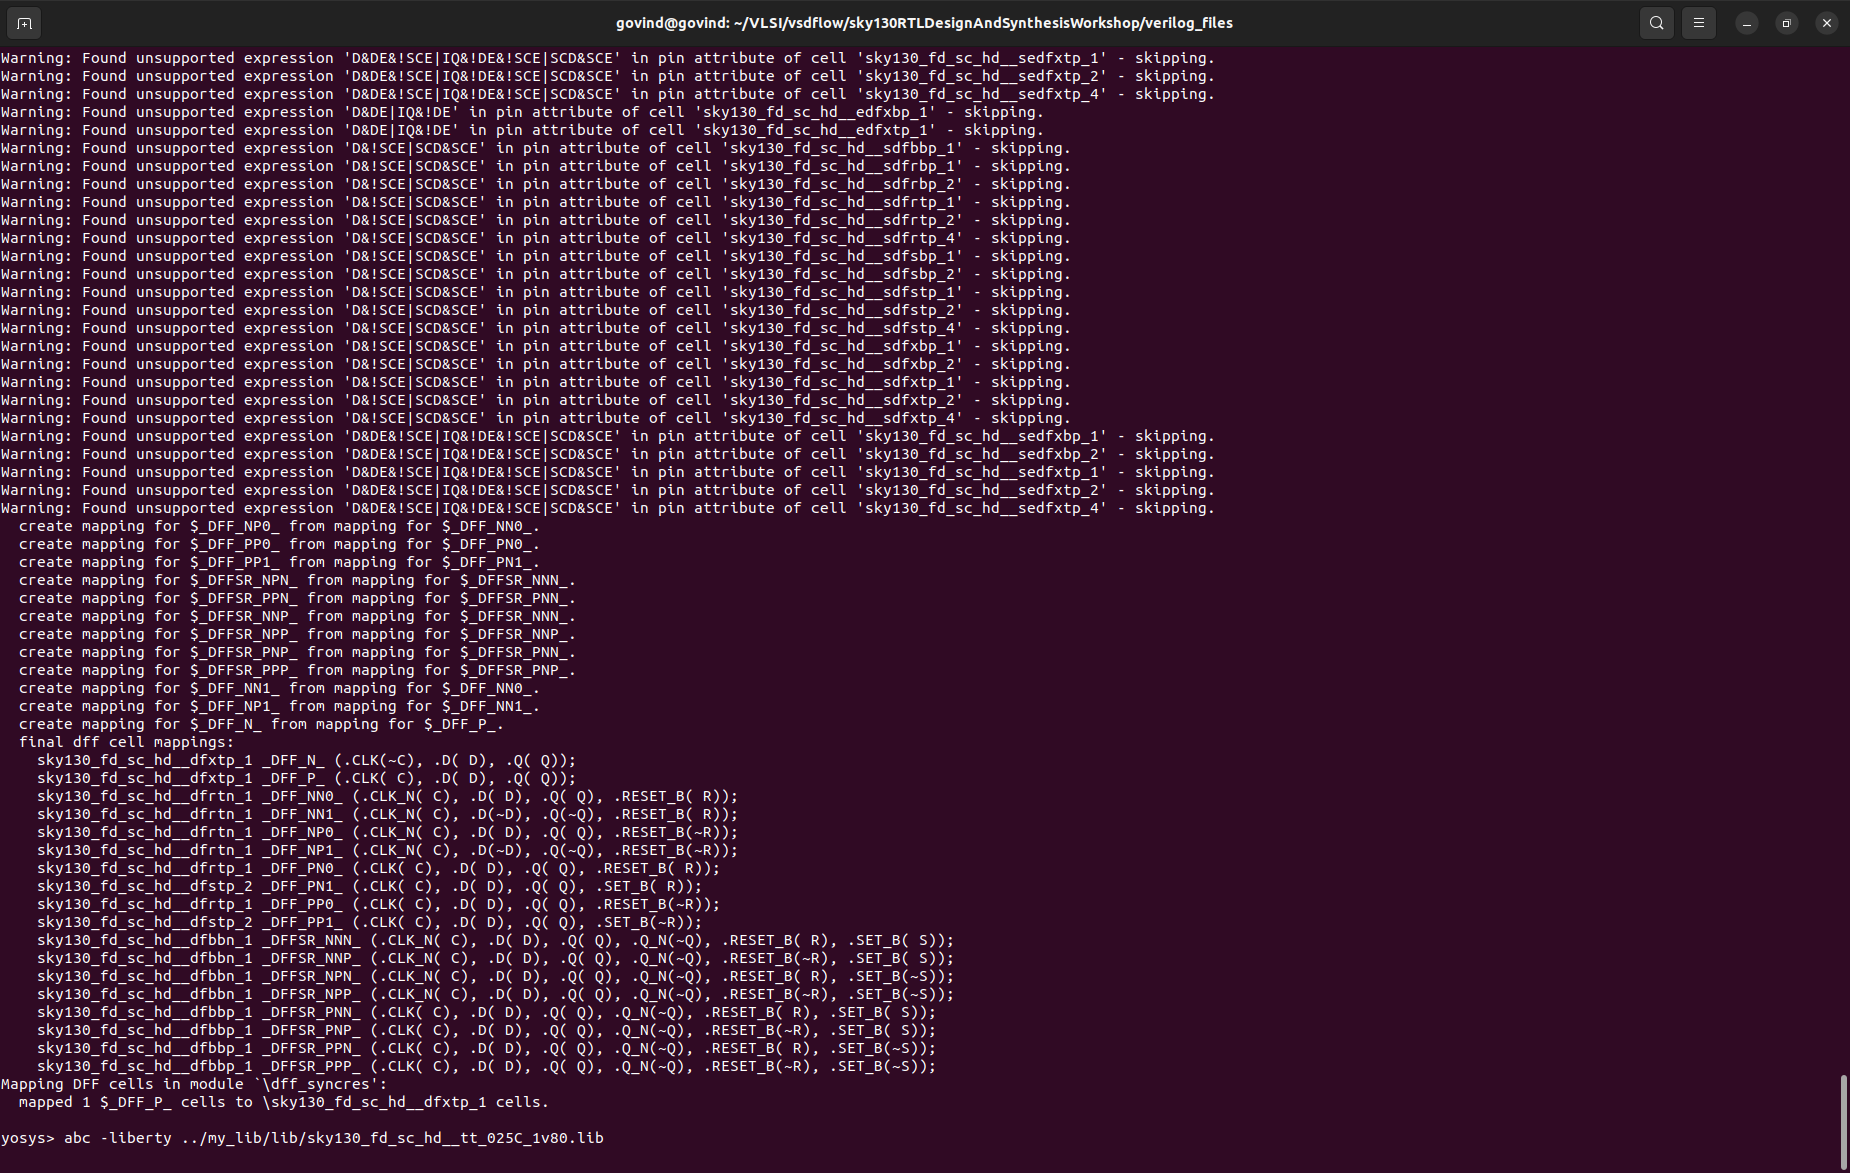 govind@govind: ~/VLSI/vsdflow/sky130RTLDesignAndSynthesisWorkshop/verilog_files
Warning: Found unsupported expression 'D&DE&!SCE|IQ&!DE&!SCE|SCD&SCE' in pin attribute of cell 'sky130_fd_sc_hd__sedfxtp_1' - skipping.
Warning: Found unsupported expression 'D&DE&!SCE|IQ&!DE&!SCE|SCD&SCE' in pin attribute of cell 'sky130_fd_sc_hd__sedfxtp_2' - skipping.
Warning: Found unsupported expression 'D&DE&!SCE|IQ&!DE&!SCE|SCD&SCE' in pin attribute of cell 'sky130_fd_sc_hd__sedfxtp_4' - skipping.
Warning: Found unsupported expression 'D&DE|IQ&!DE' in pin attribute of cell 'sky130_fd_sc_hd__edfxbp_1' - skipping.
Warning: Found unsupported expression 'D&DE|IQ&!DE' in pin attribute of cell 'sky130_fd_sc_hd__edfxtp_1' - skipping.
Warning: Found unsupported expression 'D&!SCE|SCD&SCE' in pin attribute of cell 'sky130_fd_sc_hd__sdfbbp_1' - skipping.
Warning: Found unsupported expression 'D&!SCE|SCD&SCE' in pin attribute of cell 'sky130_fd_sc_hd__sdfrbp_1' - skipping.
Warning: Found unsupported expression 'D&!SCE|SCD&SCE' in pin attribute of cell 'sky130_fd_sc_hd__sdfrbp_2' - skipping.
Warning: Found unsupported expression 'D&!SCE|SCD&SCE' in pin attribute of cell 'sky130_fd_sc_hd__sdfrtp_1' - skipping.
Warning: Found unsupported expression 'D&!SCE|SCD&SCE' in pin attribute of cell 'sky130_fd_sc_hd__sdfrtp_2' - skipping.
Warning: Found unsupported expression 'D&!SCE|SCD&SCE' in pin attribute of cell 'sky130_fd_sc_hd__sdfrtp_4' - skipping.
Warning: Found unsupported expression 'D&!SCE|SCD&SCE' in pin attribute of cell 'sky130_fd_sc_hd__sdfsbp_1' - skipping.
Warning: Found unsupported expression 'D&!SCE|SCD&SCE' in pin attribute of cell 'sky130_fd_sc_hd__sdfsbp_2' - skipping.
Warning: Found unsupported expression 'D&!SCE|SCD&SCE' in pin attribute of cell 'sky130_fd_sc_hd__sdfstp_1' - skipping.
Warning: Found unsupported expression 'D&!SCE|SCD&SCE' in pin attribute of cell 'sky130_fd_sc_hd__sdfstp_2' - skipping.
Warning: Found unsupported expression 'D&!SCE|SCD&SCE' in pin attribute of cell 'sky130_fd_sc_hd__sdfstp_4' - skipping.
Warning: Found unsupported expression 'D&!SCE|SCD&SCE' in pin attribute of cell 'sky130_fd_sc_hd__sdfxbp_1' - skipping.
Warning: Found unsupported expression 'D&!SCE|SCD&SCE' in pin attribute of cell 'sky130_fd_sc_hd__sdfxbp_2' - skipping.
Warning: Found unsupported expression 'D&!SCE|SCD&SCE' in pin attribute of cell 'sky130_fd_sc_hd__sdfxtp_1' - skipping.
Warning: Found unsupported expression 'D&!SCE|SCD&SCE' in pin attribute of cell 'sky130_fd_sc_hd__sdfxtp_2' - skipping.
Warning: Found unsupported expression 'D&!SCE|SCD&SCE' in pin attribute of cell 'sky130_fd_sc_hd__sdfxtp_4' - skipping.
Warning: Found unsupported expression 'D&DE&!SCE|IQ&!DE&!SCE|SCD&SCE' in pin attribute of cell 'sky130_fd_sc_hd__sedfxbp_1' - skipping.
Warning: Found unsupported expression 'D&DE&!SCE|IQ&!DE&!SCE|SCD&SCE' in pin attribute of cell 'sky130_fd_sc_hd__sedfxbp_2' - skipping.
Warning: Found unsupported expression 'D&DE&!SCE|IQ&!DE&!SCE|SCD&SCE' in pin attribute of cell 'sky130_fd_sc_hd__sedfxtp_1' - skipping.
Warning: Found unsupported expression 'D&DE&!SCE|IQ&!DE&!SCE|SCD&SCE' in pin attribute of cell 'sky130_fd_sc_hd__sedfxtp_2' - skipping.
Warning: Found unsupported expression 'D&DE&!SCE|IQ&!DE&!SCE|SCD&SCE' in pin attribute of cell 'sky130_fd_sc_hd__sedfxtp_4' - skipping.
  create mapping for $_DFF_NP0_ from mapping for $_DFF_NN0_.
  create mapping for $_DFF_PP0_ from mapping for $_DFF_PN0_.
  create mapping for $_DFF_PP1_ from mapping for $_DFF_PN1_.
  create mapping for $_DFFSR_NPN_ from mapping for $_DFFSR_NNN_.
  create mapping for $_DFFSR_PPN_ from mapping for $_DFFSR_PNN_.
  create mapping for $_DFFSR_NNP_ from mapping for $_DFFSR_NNN_.
  create mapping for $_DFFSR_NPP_ from mapping for $_DFFSR_NNP_.
  create mapping for $_DFFSR_PNP_ from mapping for $_DFFSR_PNN_.
  create mapping for $_DFFSR_PPP_ from mapping for $_DFFSR_PNP_.
  create mapping for $_DFF_NN1_ from mapping for $_DFF_NN0_.
  create mapping for $_DFF_NP1_ from mapping for $_DFF_NN1_.
  create mapping for $_DFF_N_ from mapping for $_DFF_P_.
  final dff cell mappings:
    sky130_fd_sc_hd__dfxtp_1 _DFF_N_ (.CLK(~C), .D( D), .Q( Q));
    sky130_fd_sc_hd__dfxtp_1 _DFF_P_ (.CLK( C), .D( D), .Q( Q));
    sky130_fd_sc_hd__dfrtn_1 _DFF_NN0_ (.CLK_N( C), .D( D), .Q( Q), .RESET_B( R));
    sky130_fd_sc_hd__dfrtn_1 _DFF_NN1_ (.CLK_N( C), .D(~D), .Q(~Q), .RESET_B( R));
    sky130_fd_sc_hd__dfrtn_1 _DFF_NP0_ (.CLK_N( C), .D( D), .Q( Q), .RESET_B(~R));
    sky130_fd_sc_hd__dfrtn_1 _DFF_NP1_ (.CLK_N( C), .D(~D), .Q(~Q), .RESET_B(~R));
    sky130_fd_sc_hd__dfrtp_1 _DFF_PN0_ (.CLK( C), .D( D), .Q( Q), .RESET_B( R));
    sky130_fd_sc_hd__dfstp_2 _DFF_PN1_ (.CLK( C), .D( D), .Q( Q), .SET_B( R));
    sky130_fd_sc_hd__dfrtp_1 _DFF_PP0_ (.CLK( C), .D( D), .Q( Q), .RESET_B(~R));
    sky130_fd_sc_hd__dfstp_2 _DFF_PP1_ (.CLK( C), .D( D), .Q( Q), .SET_B(~R));
    sky130_fd_sc_hd__dfbbn_1 _DFFSR_NNN_ (.CLK_N( C), .D( D), .Q( Q), .Q_N(~Q), .RESET_B( R), .SET_B( S));
    sky130_fd_sc_hd__dfbbn_1 _DFFSR_NNP_ (.CLK_N( C), .D( D), .Q( Q), .Q_N(~Q), .RESET_B(~R), .SET_B( S));
    sky130_fd_sc_hd__dfbbn_1 _DFFSR_NPN_ (.CLK_N( C), .D( D), .Q( Q), .Q_N(~Q), .RESET_B( R), .SET_B(~S));
    sky130_fd_sc_hd__dfbbn_1 _DFFSR_NPP_ (.CLK_N( C), .D( D), .Q( Q), .Q_N(~Q), .RESET_B(~R), .SET_B(~S));
    sky130_fd_sc_hd__dfbbp_1 _DFFSR_PNN_ (.CLK( C), .D( D), .Q( Q), .Q_N(~Q), .RESET_B( R), .SET_B( S));
    sky130_fd_sc_hd__dfbbp_1 _DFFSR_PNP_ (.CLK( C), .D( D), .Q( Q), .Q_N(~Q), .RESET_B(~R), .SET_B( S));
    sky130_fd_sc_hd__dfbbp_1 _DFFSR_PPN_ (.CLK( C), .D( D), .Q( Q), .Q_N(~Q), .RESET_B( R), .SET_B(~S));
    sky130_fd_sc_hd__dfbbp_1 _DFFSR_PPP_ (.CLK( C), .D( D), .Q( Q), .Q_N(~Q), .RESET_B(~R), .SET_B(~S));
Mapping DFF cells in module `\dff_syncres':
  mapped 1 $_DFF_P_ cells to \sky130_fd_sc_hd__dfxtp_1 cells.
yosys> abc -liberty ../my_lib/lib/sky130_fd_sc_hd__tt_025C_1v80.lib